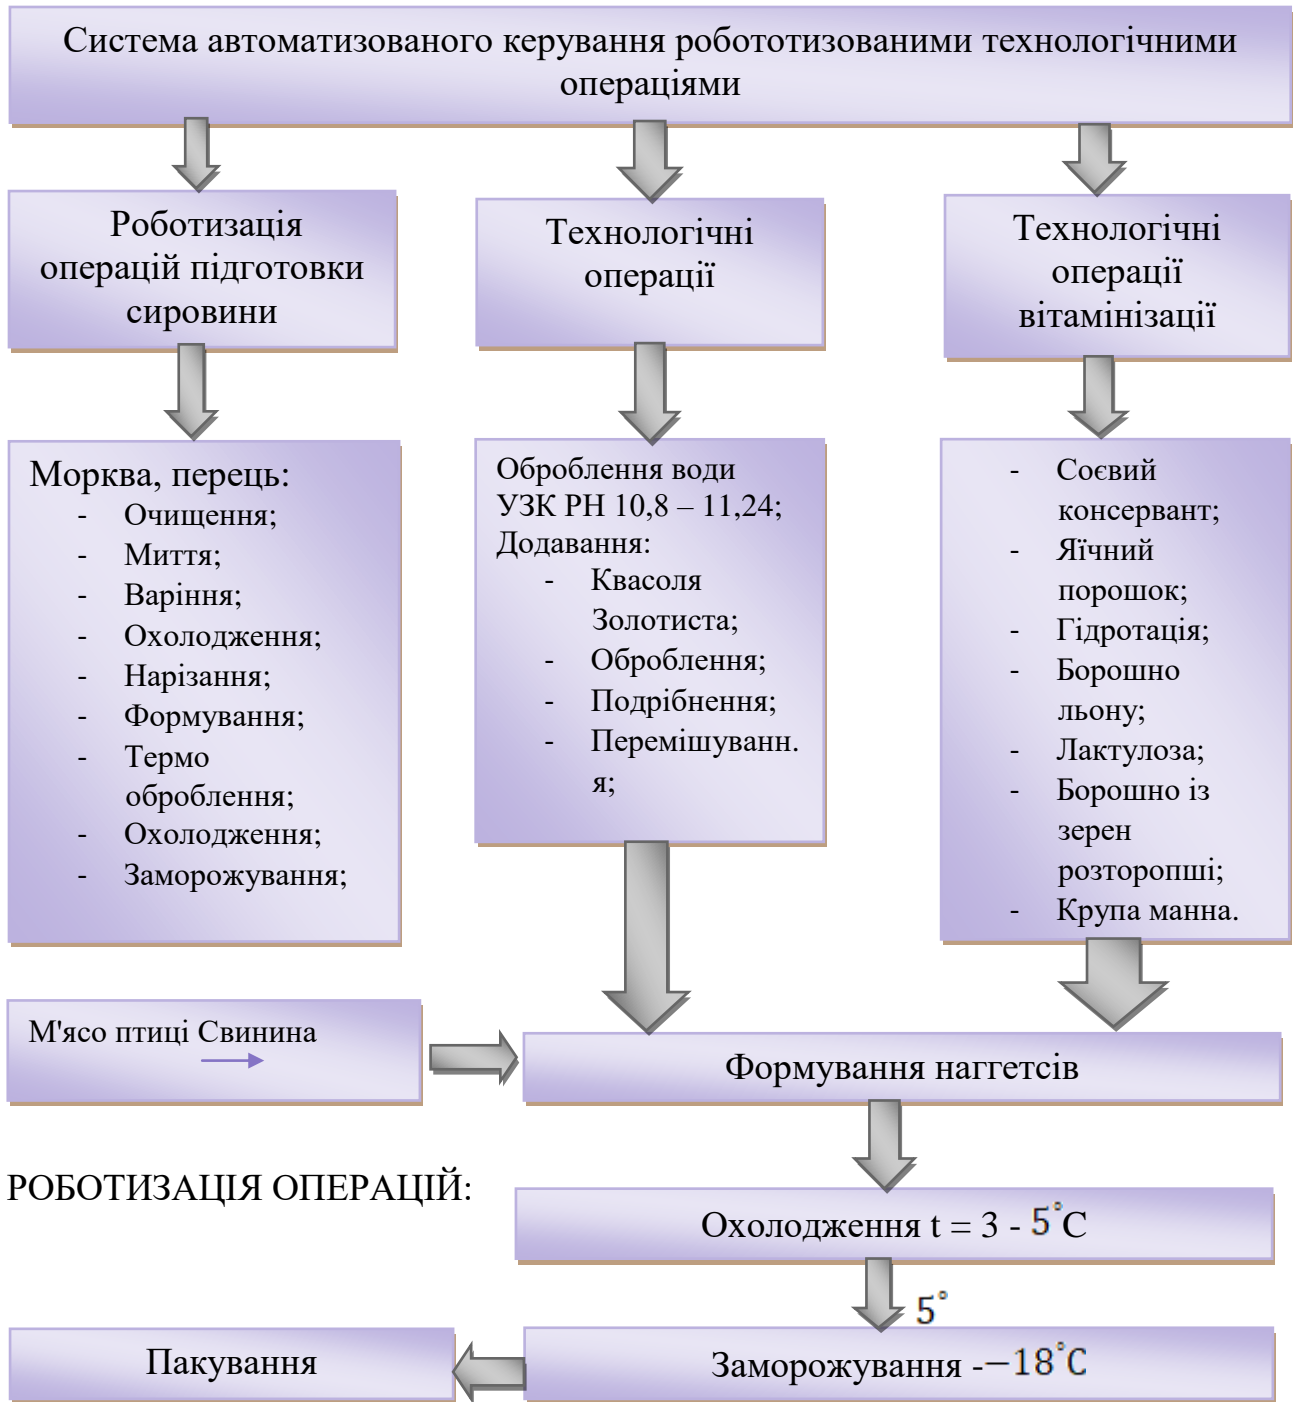 Система автоматизованого керування робототизованими технологічними
операціями
Роботизація
операцій підготовки
сировини
Технологічні
операції
Технологічні
операції
вітамінізації
Морква, перець:
- Очищення;
- Миття;
- Варіння;
- Охолодження;
- Нарізання;
- Формування;
- Термо
оброблення;
- Охолодження;
- Заморожування;
Оброблення води
УЗК РН 10,8 – 11,24;
Додавання:
- Квасоля
Золотиста;
- Оброблення;
- Подрібнення;
- Перемішуванн.
я;
- Соєвий
консервант;
- Яїчний
порошок;
- Гідротація;
- Борошно
льону;
- Лактулоза;
- Борошно із
зерен
розторопші;
- Крупа манна.
М'ясо птиці Свинина
Формування наггетсів
РОБОТИЗАЦІЯ ОПЕРАЦІЙ:
Охолодження t = 3 - 5°С
5°
Заморожування -−18°C
Пакування